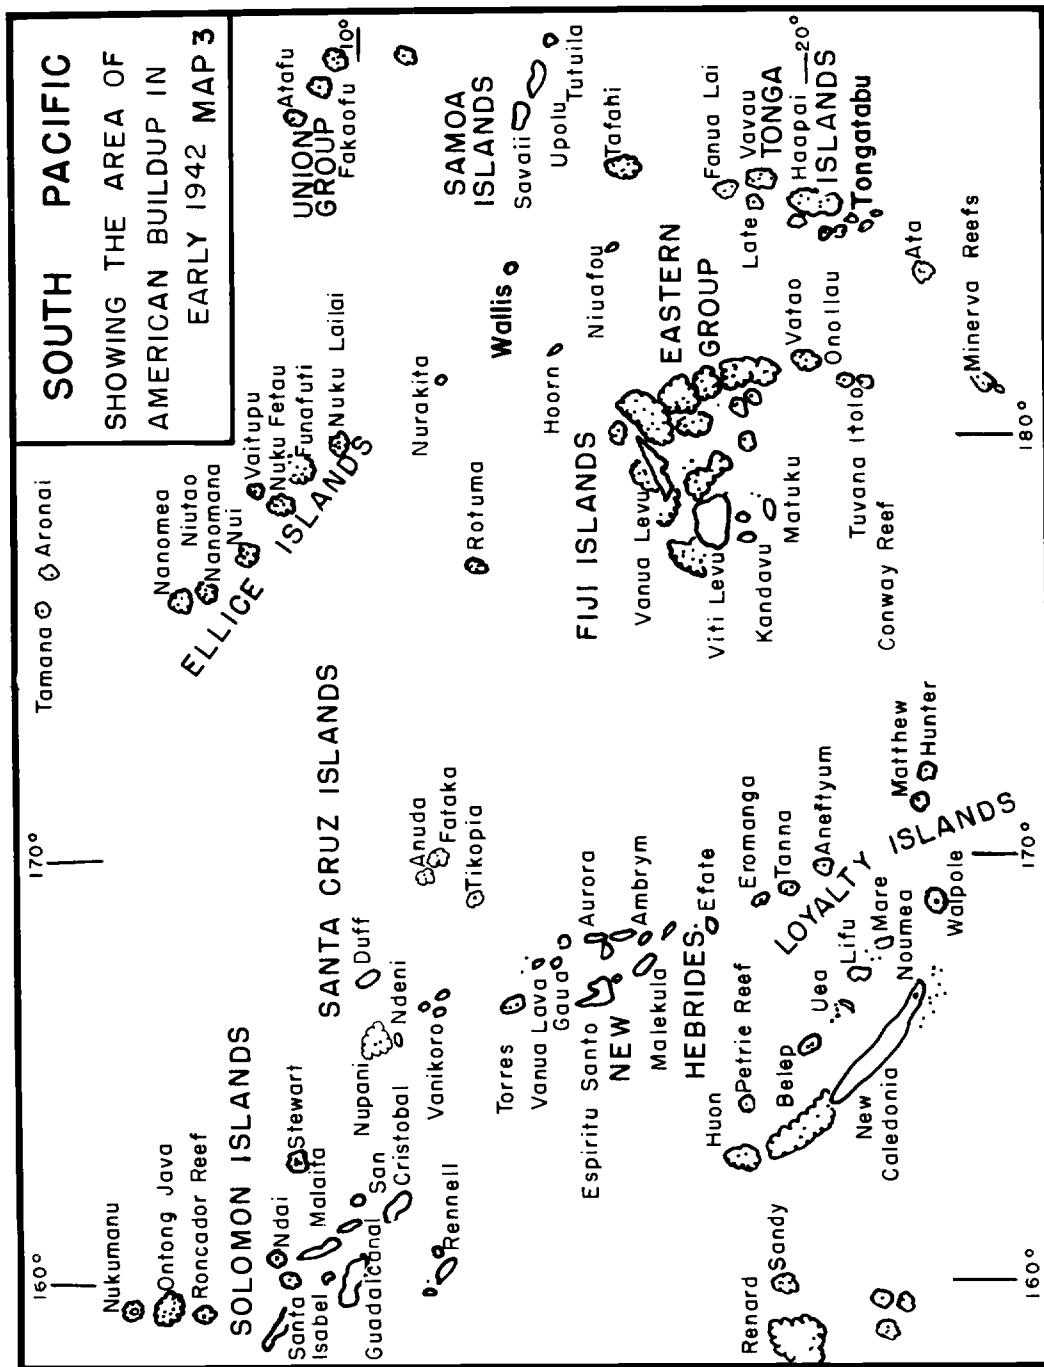 SOUTH PACIFIC
SHOWING THE AREA OF
AMERICAN BUILDUP IN
EARLY 1942 MAP 3
160°
170°
Tamana
Aronai
Nukumanu
Ontong Java
Roncador Reef
SOLOMON ISLANDS
Ndai
Stewart
Malaita
Santa
Isabel
Guadalcanal
San
Cristobal
Rennell
SANTA CRUZ ISLANDS
Duff
Nupani
Ndeni
Vanikoro
Anuda
Fataka
Tikopia
Nanomea
Niutao
Nanomana
Nui
Vaitupu
Nuku Fetau
Funafuti
Nuku Lailai
ELLICE ISLANDS
Nurakita
Rotuma
UNION
GROUP
Atafu
Fakaofu
10°
SAMOA
ISLANDS
Savaii
Upolu
Tutuila
Wallis
Hoorn
Niuafou
Tafahi
Torres
Vanua Lava
Gaua
Aurora
Espiritu Santo
NEW
HEBRIDES
Ambrym
Malekula
Efate
Eromanga
Tanna
Aneftyum
FIJI ISLANDS
Vanua Levu
Viti Levu
Kandavu
Matuku
EASTERN
GROUP
Vatao
Onollau
Tuvana Itolo
Conway Reef
Fanua Lai
Late
Vavau
TONGA
Haapai
ISLANDS
20°
Tongatabu
Ata
Minerva Reefs
Huon
Petrie Reef
Belep
Uea
Lifu
Mare
Noumea
LOYALTY ISLANDS
Matthew
Hunter
Walpole
New
Caledonia
Renard
Sandy
160°
170°
180°